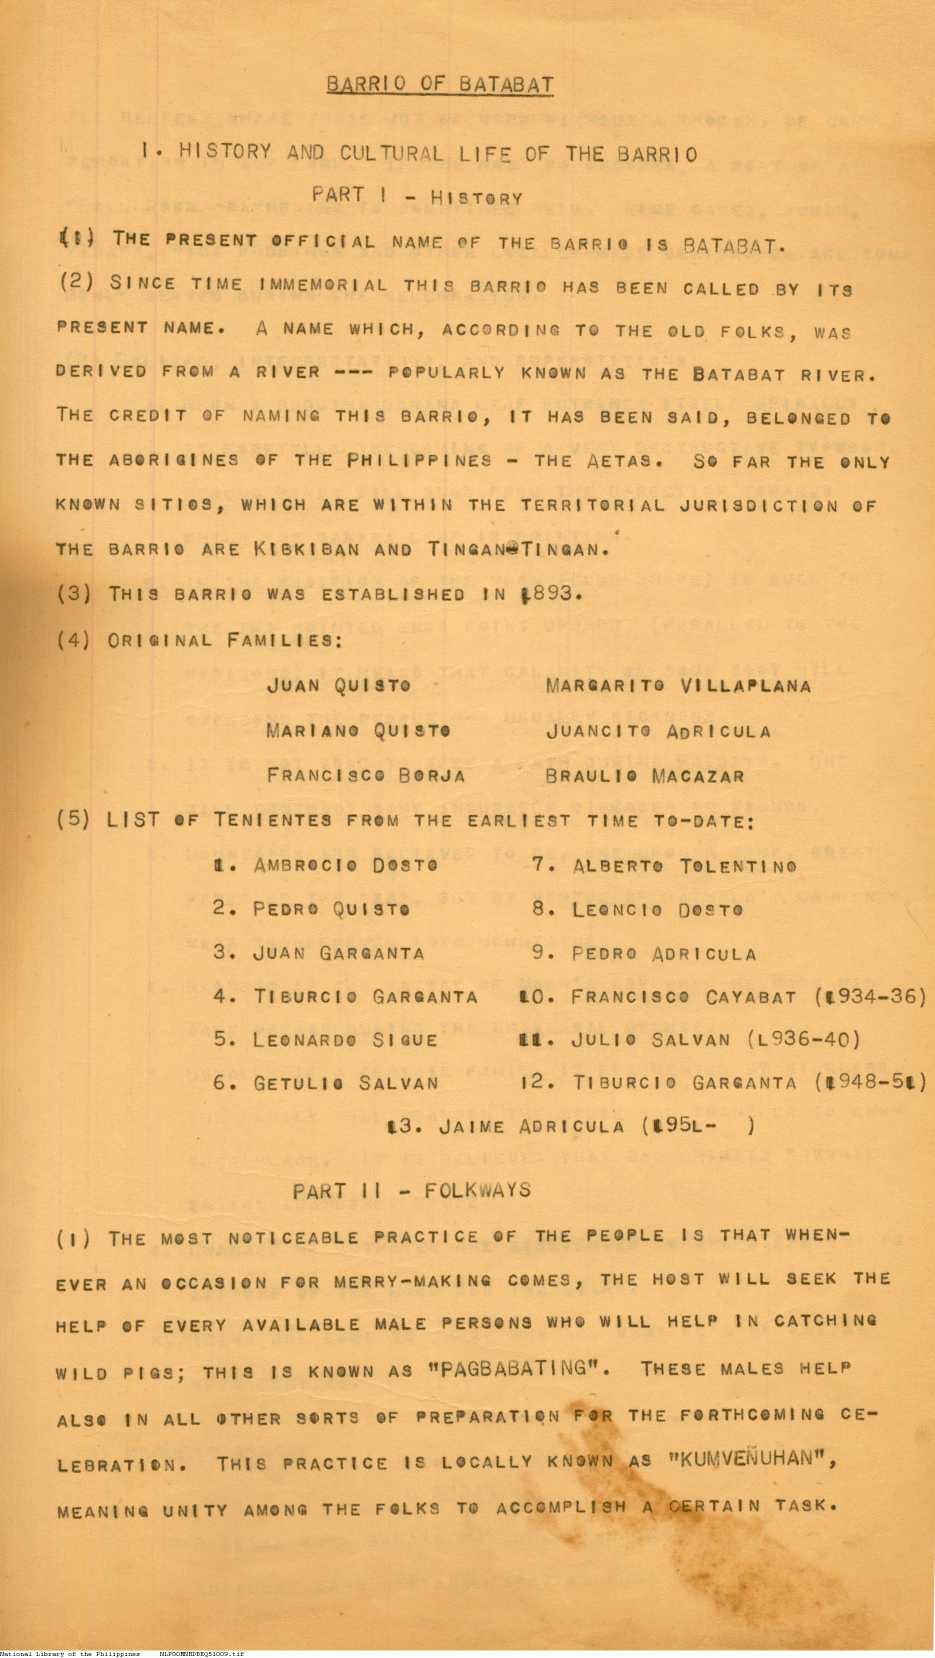 BARRIO OF BATABAT
I. HISTORY AND CULTURAL LIFE OF THE BARRIO
PART I - HISTORY
(1) THE PRESENT OFFICIAL NAME OF THE BARRIO IS BATABAT.
(2) SINCE TIME IMMEMORIAL THIS BARRIO HAS BEEN CALLED BY ITS
PRESENT NAME. A NAME WHICH, ACCORDING TO THE OLD FOLKS, WAS
DERIVED FROM A RIVER --- POPULARLY KNOWN AS THE BATABAT RIVER.
THE CREDIT OF NAMING THIS BARRIO, IT HAS BEEN SAID, BELONGED TO
THE ABORIGINES OF THE PHILIPPINES - THE AETAS. SO FAR THE ONLY
KNOWN SITIOS, WHICH ARE WITHIN THE TERRITORIAL JURISDICTION OF
THE BARRIO ARE KIBKIBAN AND TINGAN-TINGAN.
(3) THIS BARRIO WAS ESTABLISHED IN 1893.
(4) ORIGINAL FAMILIES:
JUAN QUISTO MARGARITO VILLAPLANA
MARIANO QUISTO JUANCITO ADRICULA
FRANCISCO BORJA BRAULIO MACAZAR
(5) LIST OF TENIENTES FROM THE EARLIEST TIME TO-DATE:
1. AMBROCIO DOSTO 7. ALBERTO TOLENTINO
2. PEDRO QUISTO 8. LEONCIO DOSTO
3. JUAN GARGANTA 9. PEDRO ADRICULA
4. TIBURCIO GARGANTA 10. FRANCISCO CAYABAT (1934-36)
5. LEONARDO SIGUE 11. JULIO SALVAN (L936-40)
6. GETULIO SALVAN 12. TIBURCIO GARGANTA (1948-51)
13. JAIME ADRICULA (195L- )
PART II - FOLKWAYS
(1) THE MOST NOTICEABLE PRACTICE OF THE PEOPLE IS THAT WHEN-
EVER AN OCCASION FOR MERRY-MAKING COMES, THE HOST WILL SEEK THE
HELP OF EVERY AVAILABLE MALE PERSONS WHO WILL HELP IN CATCHING
WILD PIGS; THIS IS KNOWN AS "PAGBABATING". THESE MALES HELP
ALSO IN ALL OTHER SORTS OF PREPARATION FOR THE FORTHCOMING CE-
LEBRATION. THIS PRACTICE IS LOCALLY KNOWN AS "KUMVEÑUHAN",
MEANING UNITY AMONG THE FOLKS TO ACCOMPLISH A CERTAIN TASK.
National Library of the Philippines NLPOOMNHDBEQ51009.tif